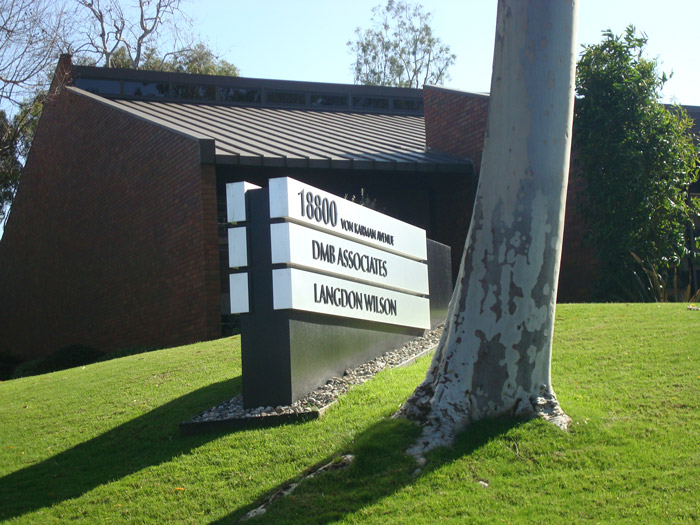 18800 VON KARMAN AVENUE
DMB ASSOCIATES
LANGDON WILSON